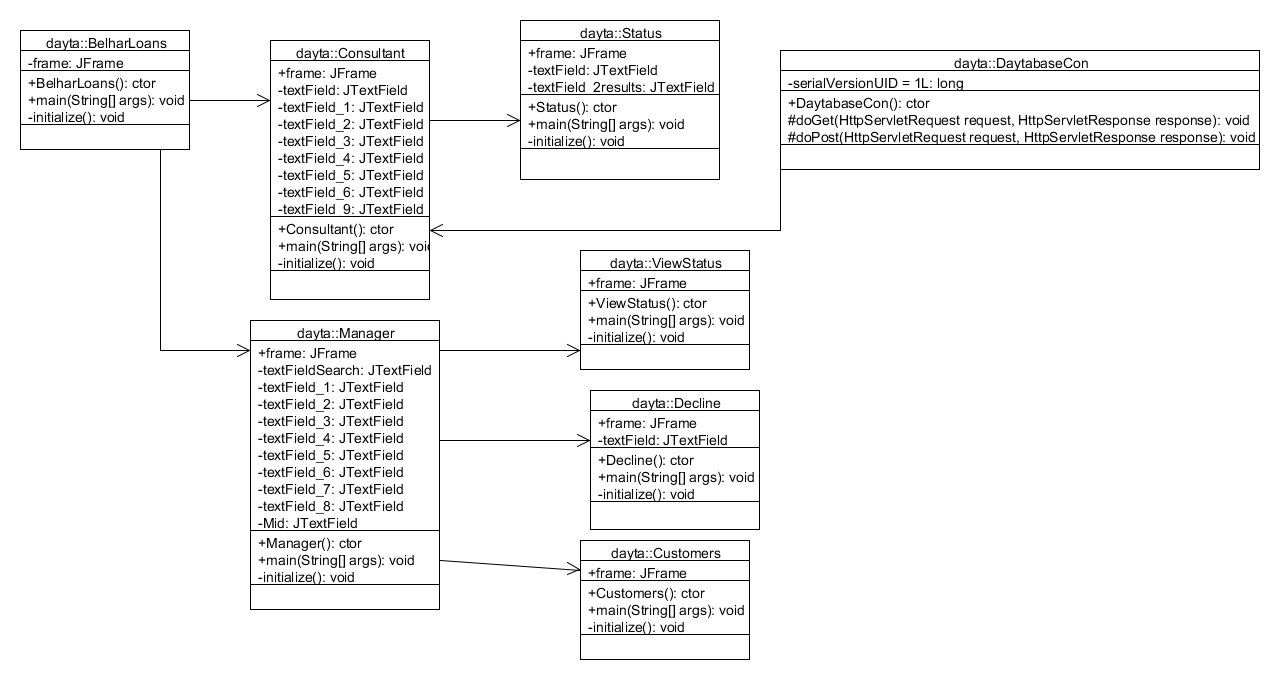 dayta::BelharLoans
-frame: JFrame
+BelharLoans(): ctor
+main(String[] args): void
-initialize(): void
dayta::Consultant
+frame: JFrame
-textField: JTextField
-textField_1: JTextField
-textField_2: JTextField
-textField_3: JTextField
-textField_4: JTextField
-textField_5: JTextField
-textField_6: JTextField
-textField_9: JTextField
+Consultant(): ctor
+main(String[] args): voi
-initialize(): void
dayta::Status
+frame: JFrame
-textField: JTextField
-textField_2results: JTextField
+Status(): ctor
+main(String[] args): void
-initialize(): void
dayta::DaytabaseCon
-serialVersionUID = 1L: long
+DaytabaseCon(): ctor
#doGet(HttpServletRequest request, HttpServletResponse response): void
#doPost(HttpServletRequest request, HttpServletResponse response): void
dayta::ViewStatus
+frame: JFrame
+ViewStatus(): ctor
+main(String[] args): void
-initialize(): void
dayta::Manager
+frame: JFrame
-textFieldSearch: JTextField
-textField_1: JTextField
-textField_2: JTextField
-textField_3: JTextField
-textField_4: JTextField
-textField_5: JTextField
-textField_6: JTextField
-textField_7: JTextField
-textField_8: JTextField
-Mid: JTextField
+Manager(): ctor
+main(String[] args): void
-initialize(): void
dayta::Decline
+frame: JFrame
-textField: JTextField
+Decline(): ctor
+main(String[] args): void
-initialize(): void
dayta::Customers
+frame: JFrame
+Customers(): ctor
+main(String[] args): void
-initialize(): void